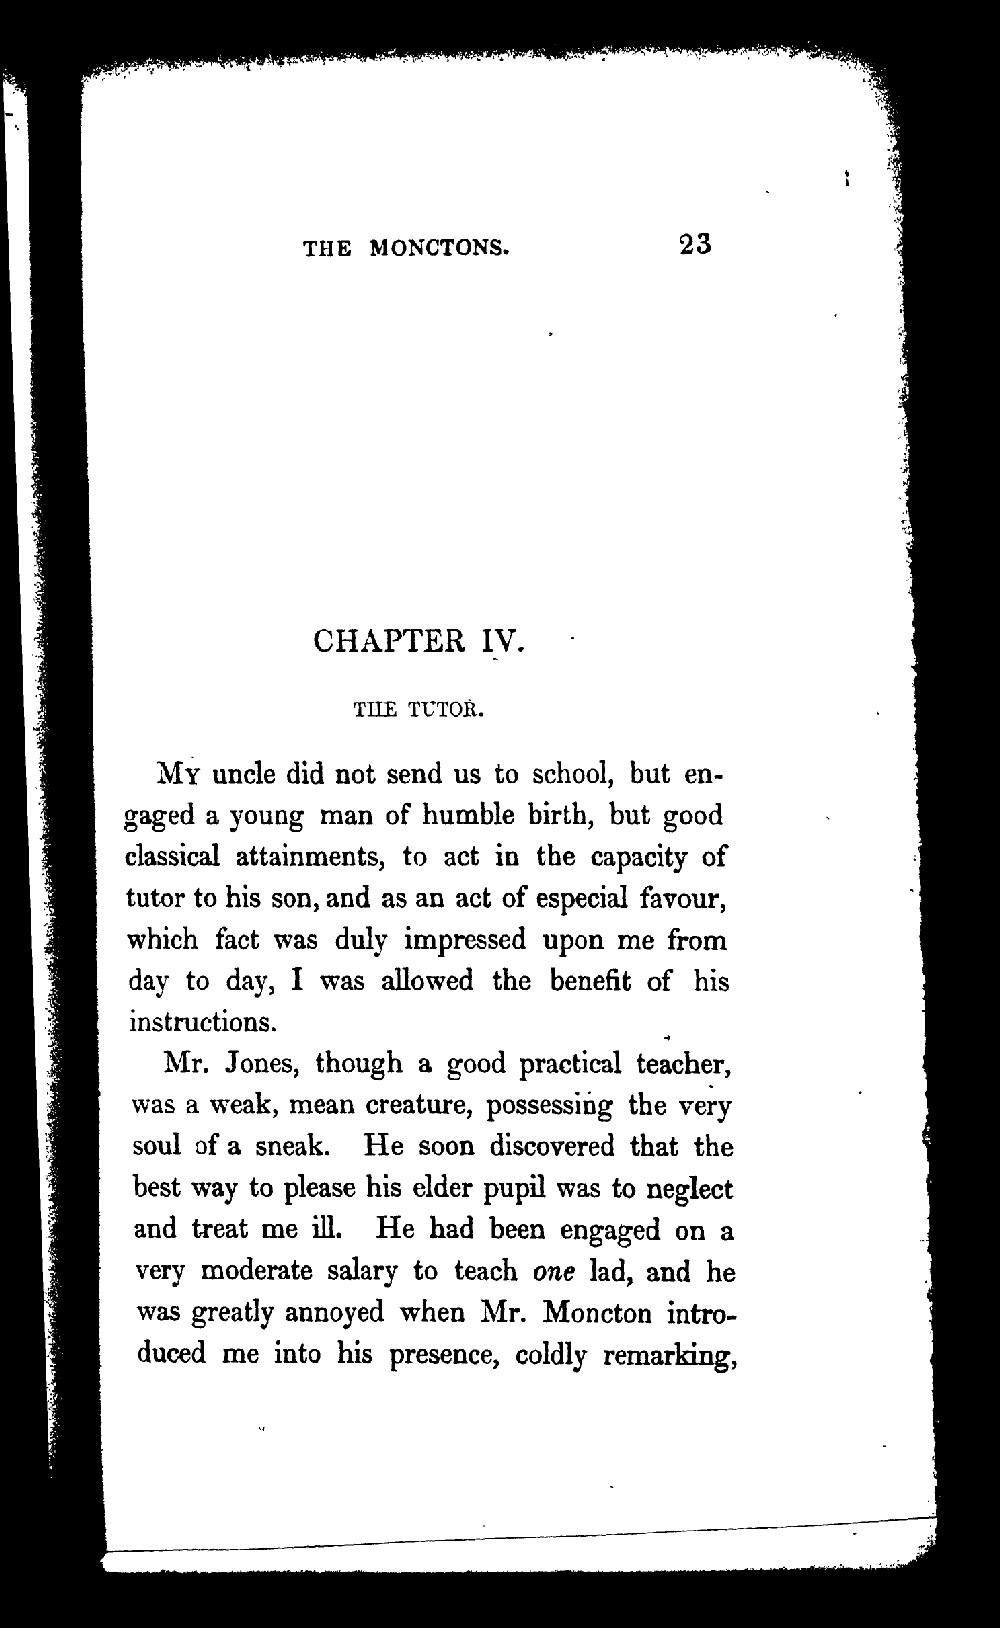 THE MONCTONS. 23
CHAPTER IV.
THE TUTOR.
MY uncle did not send us to school, but en-
gaged a young man of humble birth, but good
classical attainments, to act in the capacity of
tutor to his son, and as an act of especial favour,
which fact was duly impressed upon me from
day to day, I was allowed the benefit of his
instructions.
Mr. Jones, though a good practical teacher,
was a weak, mean creature, possessing the very
soul of a sneak. He soon discovered that the
best way to please his elder pupil was to neglect
and treat me ill. He had been engaged on a
very moderate salary to teach one lad, and he
was greatly annoyed when Mr. Moncton intro-
duced me into his presence, coldly remarking,